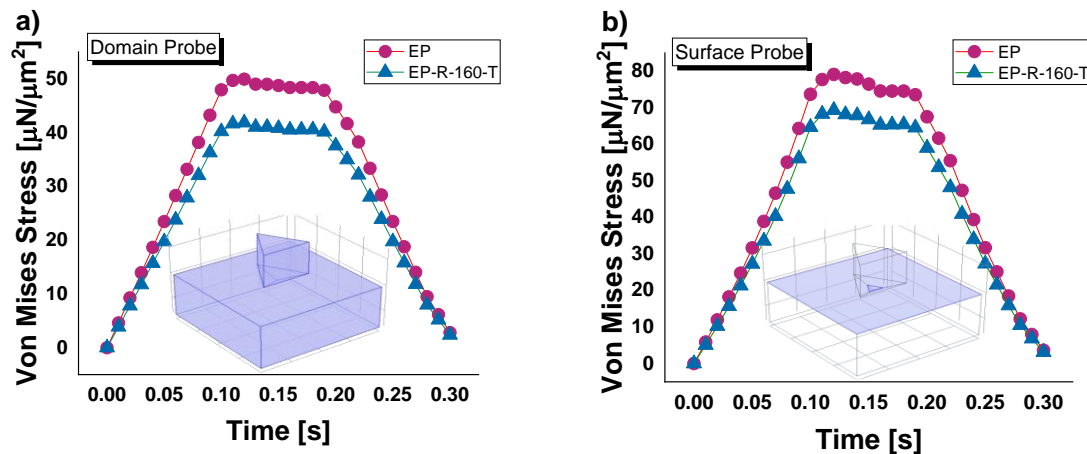 a)
Domain Probe
EP
EP-R-160-T
Von Mises Stress [μN/μm²]
50
40
30
20
10
0
0.00 0.05 0.10 0.15 0.20 0.25 0.30
Time [s]
b)
Surface Probe
EP
EP-R-160-T
Von Mises Stress [μN/μm²]
80
70
60
50
40
30
20
10
0
0.00 0.05 0.10 0.15 0.20 0.25 0.30
Time [s]